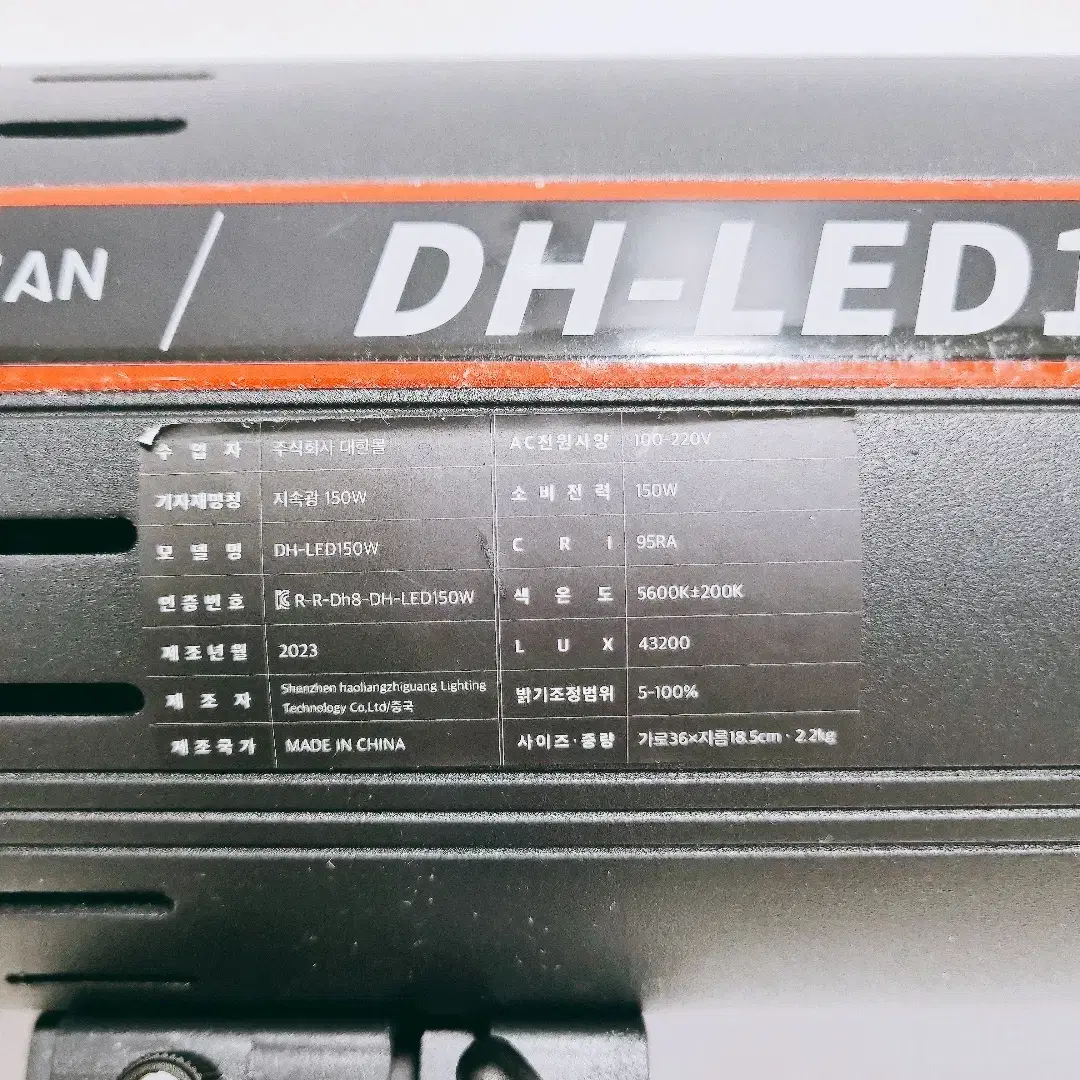 CAN / DH-LED1
수 입 자 주식회사 대한몰
기자재명칭 지속광 150W
모 델 명 DH-LED150W
인증번호 R-R-Dh8-DH-LED150W
제조년월 2023
제 조 자 Shenzhen haoliangzhiguang Lighting
Technology Co,Ltd/중국
제조국가 MADE IN CHINA
AC전원사양 100-220V
소 비 전 력 150W
C R I 95RA
색 온 도 5600K±200K
L U X 43200
밝기조정범위 5-100%
사이즈·중량 가로36×지름18.5cm · 2.2kg